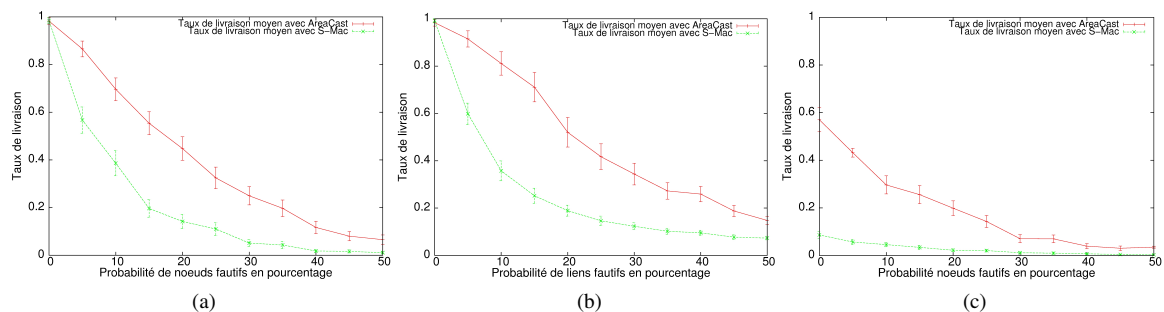 Taux de livraison moyen avec AreaCast
Taux de livraison moyen avec S-Mac
1
0.8
0.6
0.4
0.2
0
Taux de livraison
0 10 20 30 40 50
Probabilité de noeuds fautifs en pourcentage
(a)
Taux de livraison moyen avec AreaCast
Taux de livraison moyen avec S-Mac
1
0.8
0.6
0.4
0.2
0
Taux de livraison
0 10 20 30 40 50
Probabilité de liens fautifs en pourcentage
(b)
Taux de livraison moyen avec AreaCast
Taux de livraison moyen avec S-Mac
1
0.8
0.6
0.4
0.2
0
Taux de livraison
0 10 20 30 40 50
Probabilité noeuds fautifs en pourcentage
(c)